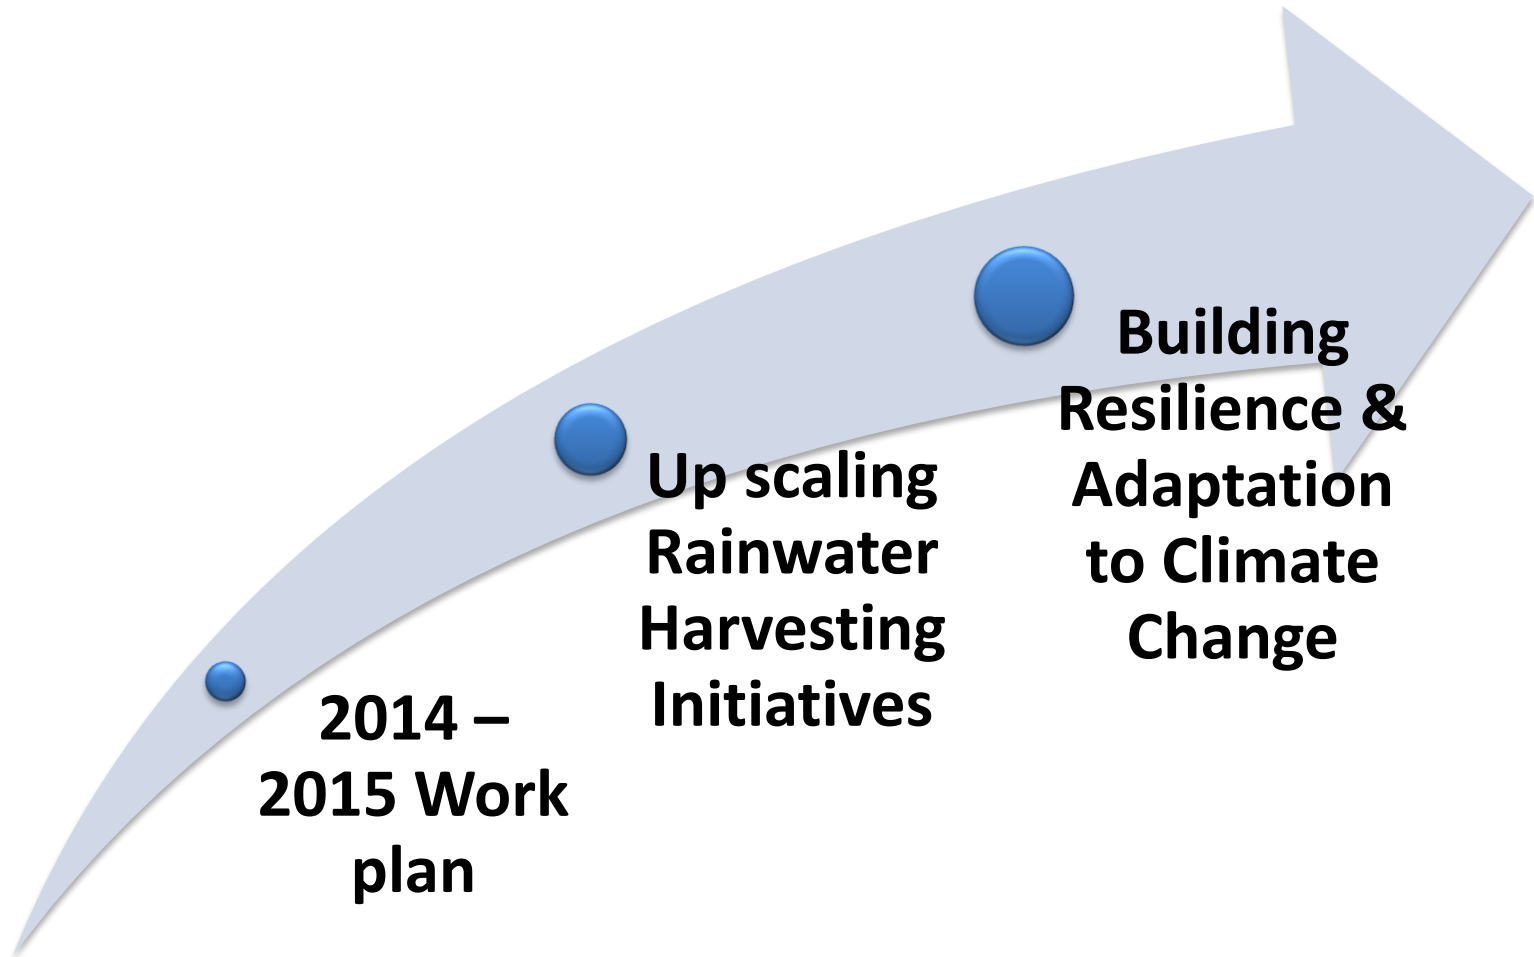 2014 –
2015 Work
plan
Up scaling
Rainwater
Harvesting
Initiatives
Building
Resilience &
Adaptation
to Climate
Change